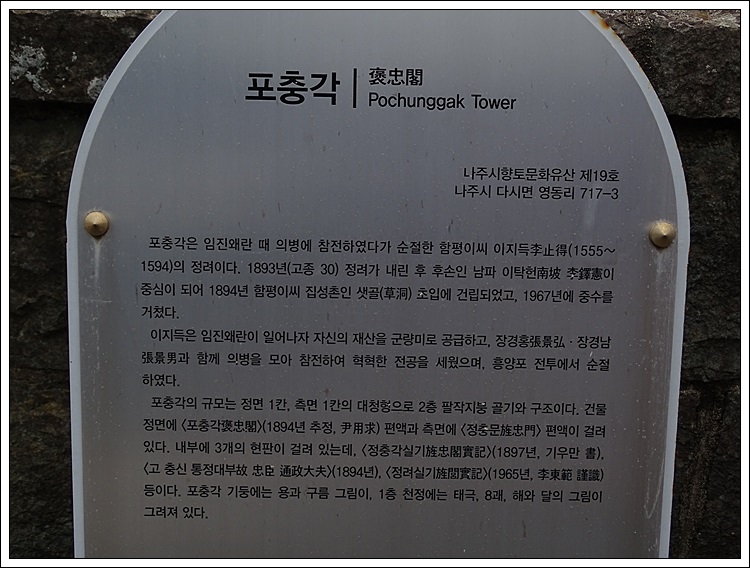 포충각
褒忠閣
Pochunggak Tower
나주시향토문화유산 제19호
나주시 다시면 영동리 717-3
포충각은 임진왜란 때 의병에 참전하였다가 순절한 함평이씨 이지득李止得(1555~
1594)의 정려이다. 1893년(고종 30) 정려가 내린 후 후손인 남파 이탁헌南坡 李鐸憲이
중심이 되어 1894년 함평이씨 집성촌인 샛골(草洞) 초입에 건립되었고, 1967년에 중수를
거쳤다.
이지득은 임진왜란이 일어나자 자신의 재산을 군량미로 공급하고, 장경홍張景弘·장경남
張景男과 함께 의병을 모아 참전하여 혁혁한 전공을 세웠으며, 흥양포 전투에서 순절
하였다.
포충각의 규모는 정면 1칸, 측면 1칸의 대청형으로 2층 팔작지붕 골기와 구조이다. 건물
정면에 〈포충각褒忠閣〉(1894년 추정, 尹用求) 편액과 측면에 〈정충문旌忠門〉 편액이 걸려
있다. 내부에 3개의 현판이 걸려 있는데, 〈정충각실기旌忠閣實記〉(1897년, 기우만 書),
〈고 충신 통정대부故 忠臣 通政大夫〉(1894년), 〈정려실기旌閭實記〉(1965년, 李東範 謹識)
등이다. 포충각 기둥에는 용과 구름 그림이, 1층 천정에는 태극, 8괘, 해와 달의 그림이
그려져 있다.